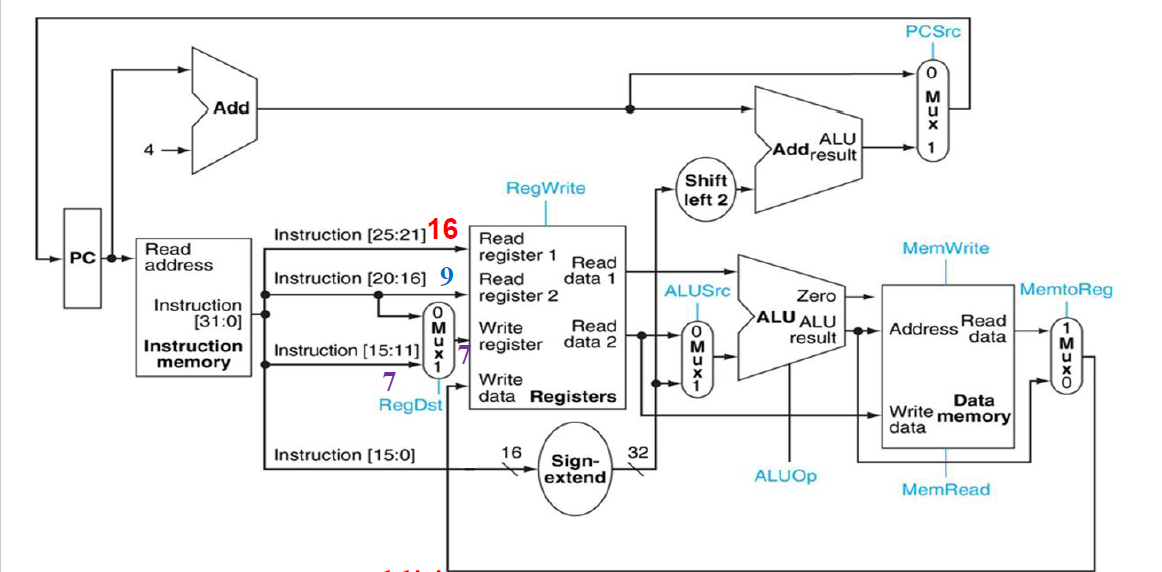 PCSrc
0
Mux
1
Add
4
Add ALU
result
Shift
left 2
RegWrite
PC
Read
address
Instruction
[31:0]
Instruction
memory
Instruction [25:21]
16
Instruction [20:16]
9
Instruction [15:11]
7
0
Mux
1
RegDst
7
Read
register 1
Read
register 2
Write
register
Write
data
Read
data 1
Read
data 2
Registers
ALUSrc
0
Mux
1
Zero
ALU ALU
result
ALUOp
MemWrite
Address
Read
data
Write
data
Data
memory
MemRead
MemtoReg
1
Mux
0
Instruction [15:0]
16
Sign-
extend
32